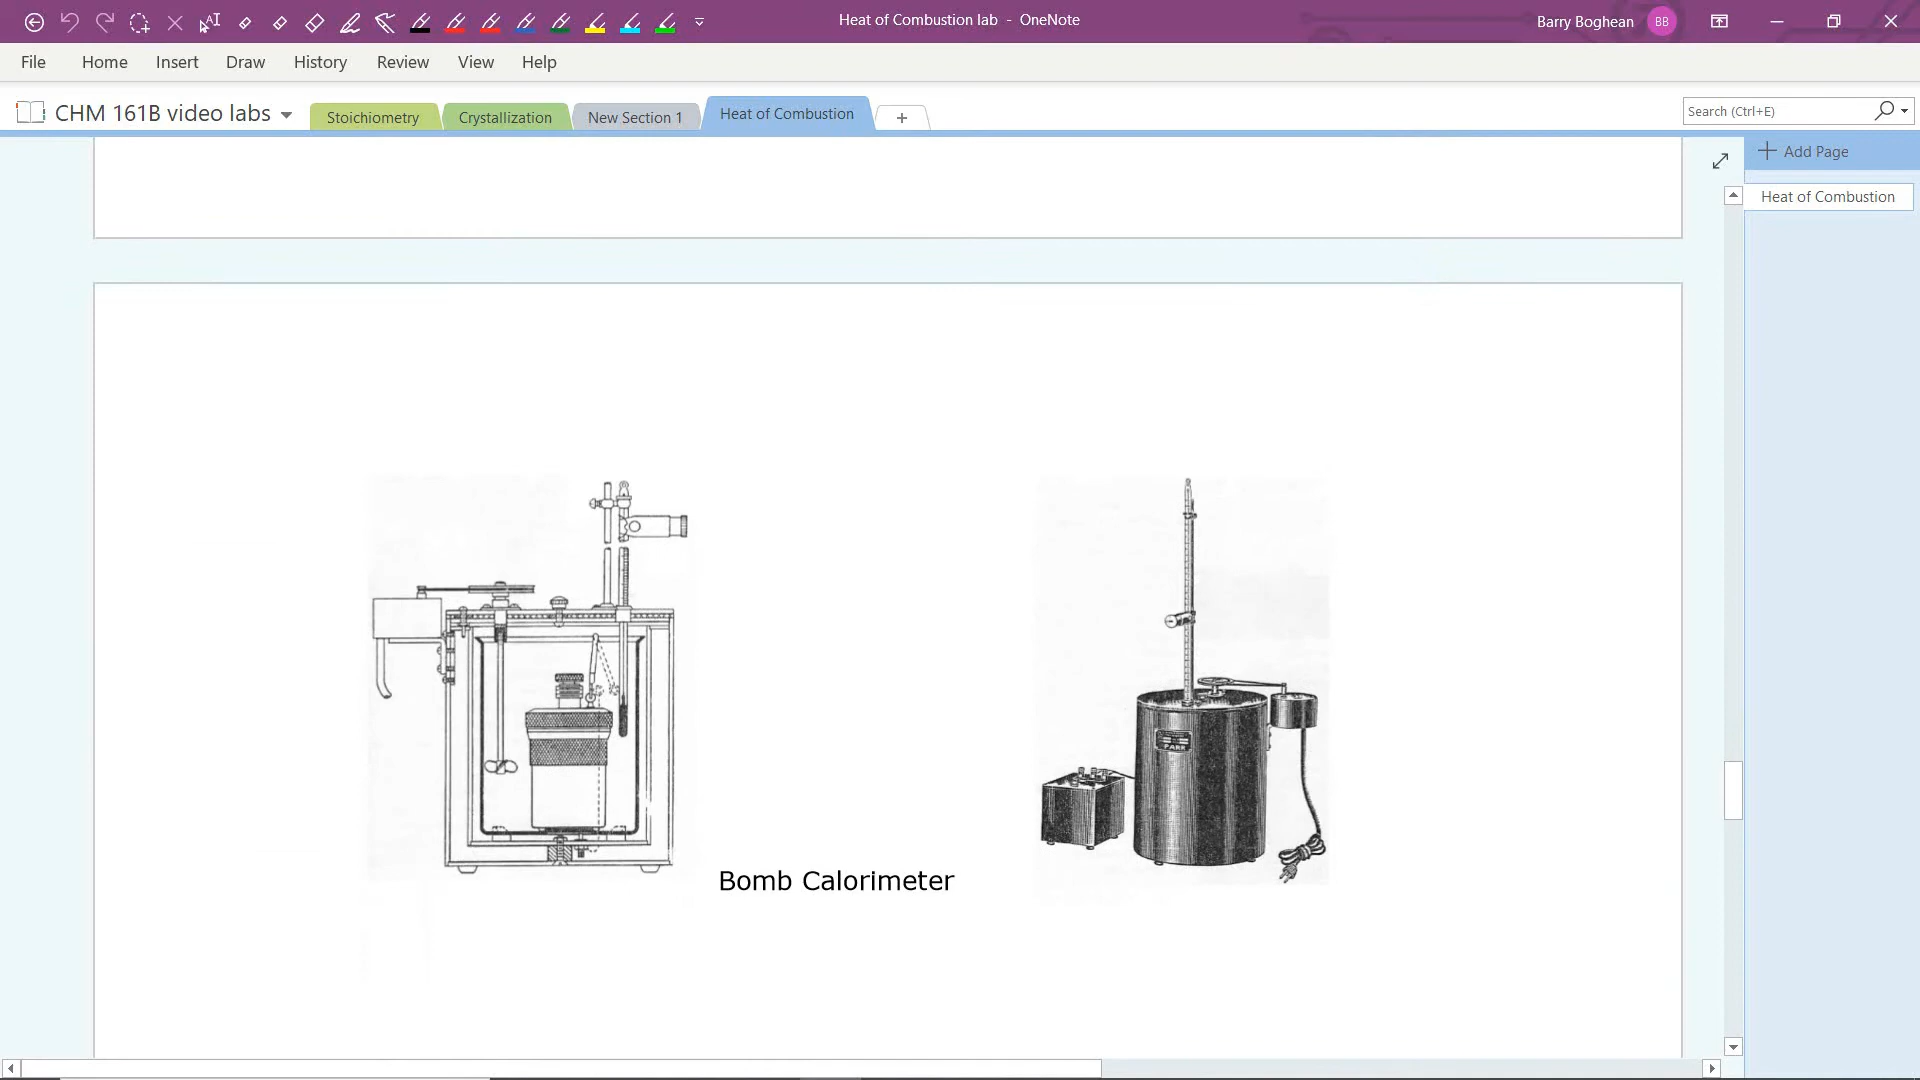 Heat of Combustion lab - OneNote
Barry Boghean BB
File Home Insert Draw History Review View Help
CHM 161B video labs
Stoichiometry
Crystallization
New Section 1
Heat of Combustion
Search (Ctrl+E)
Add Page
Heat of Combustion
PARR
Bomb Calorimeter